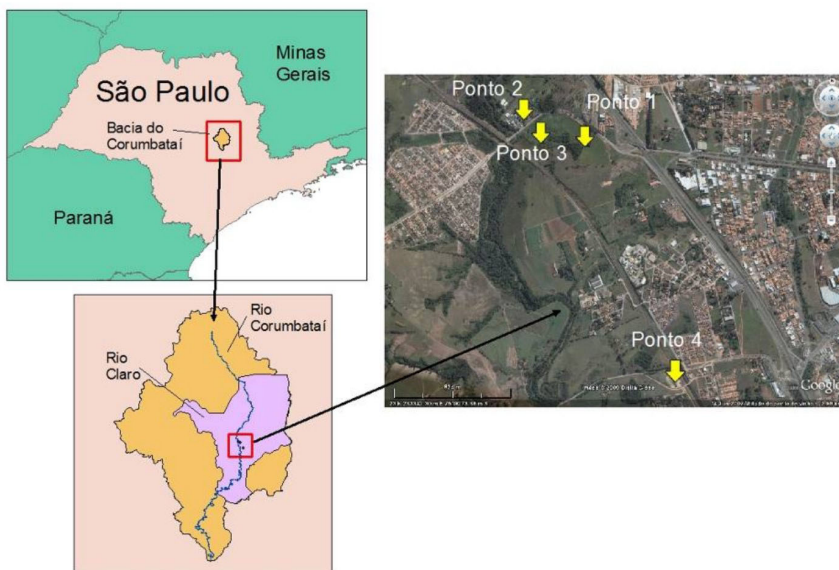 Minas
Gerais
São Paulo
Bacia do
Corumbataí
Paraná
Rio
Corumbataí
Rio
Claro
Ponto 2
Ponto 1
Ponto 3
Ponto 4
Google